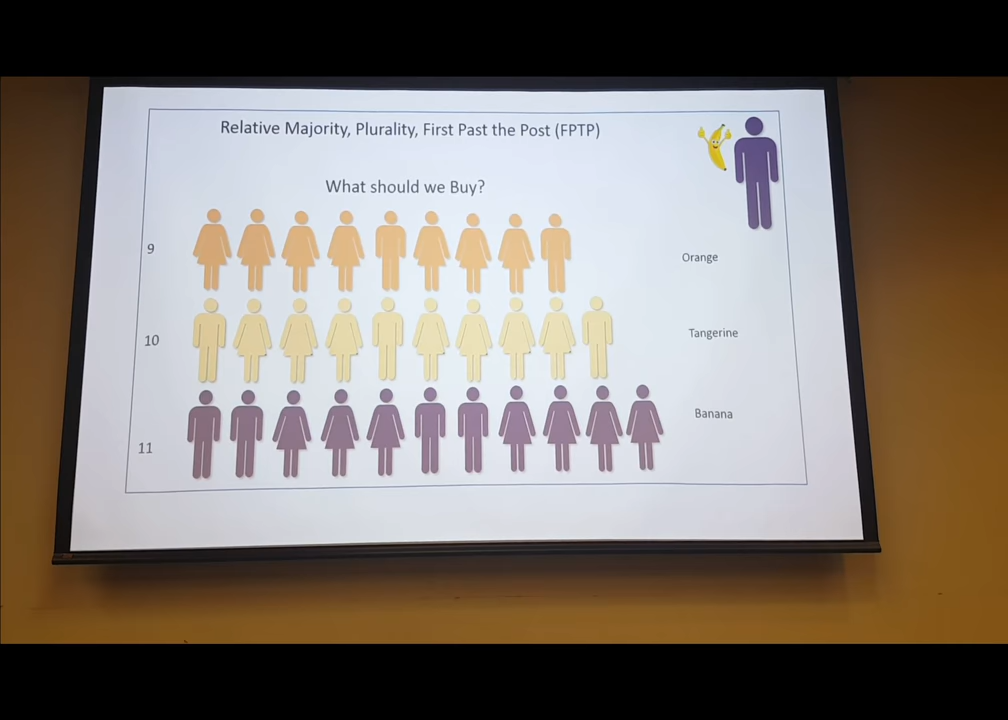 Relative Majority, Plurality, First Past the Post (FPTP)
What should we Buy?
9
Orange
10
Tangerine
11
Banana